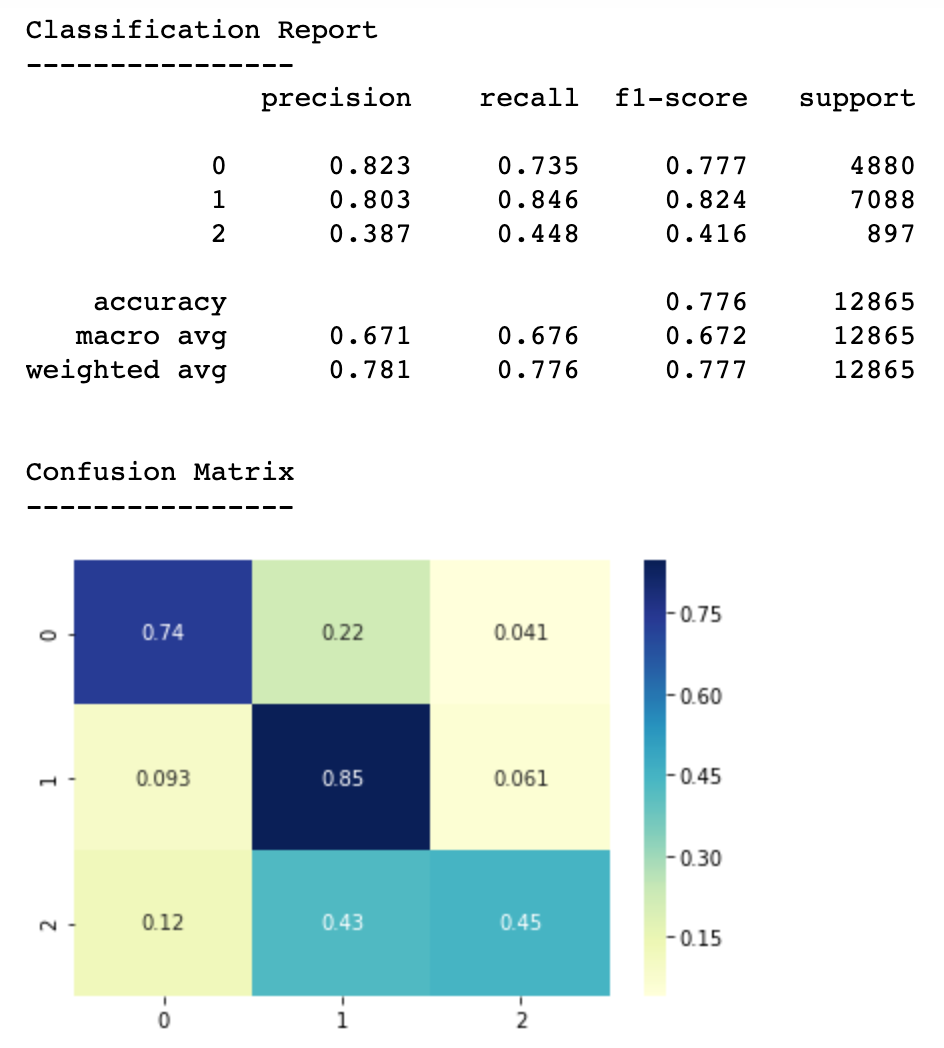 Classification Report
----------------
precision recall f1-score support
0 0.823 0.735 0.777 4880
1 0.803 0.846 0.824 7088
2 0.387 0.448 0.416 897
accuracy 0.776 12865
macro avg 0.671 0.676 0.672 12865
weighted avg 0.781 0.776 0.777 12865
Confusion Matrix
----------------
0 0.74 0.22 0.041
1 0.093 0.85 0.061
2 0.12 0.43 0.45
0 1 2
0.75
0.60
0.45
0.30
0.15